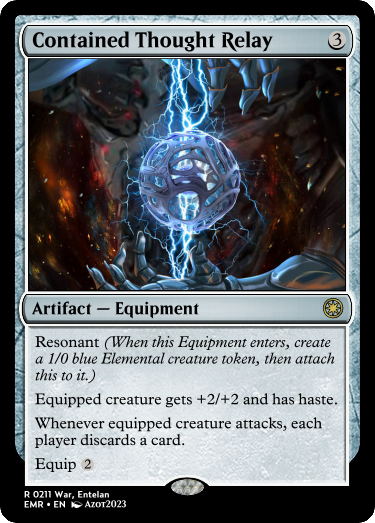 Contained Thought Relay 3
Artifact — Equipment
Resonant (When this Equipment enters, create
a 1/0 blue Elemental creature token, then attach
this to it.)
Equipped creature gets +2/+2 and has haste.
Whenever equipped creature attacks, each
player discards a card.
Equip 2
R 0211 War, Entelan
EMR • EN Azot2023